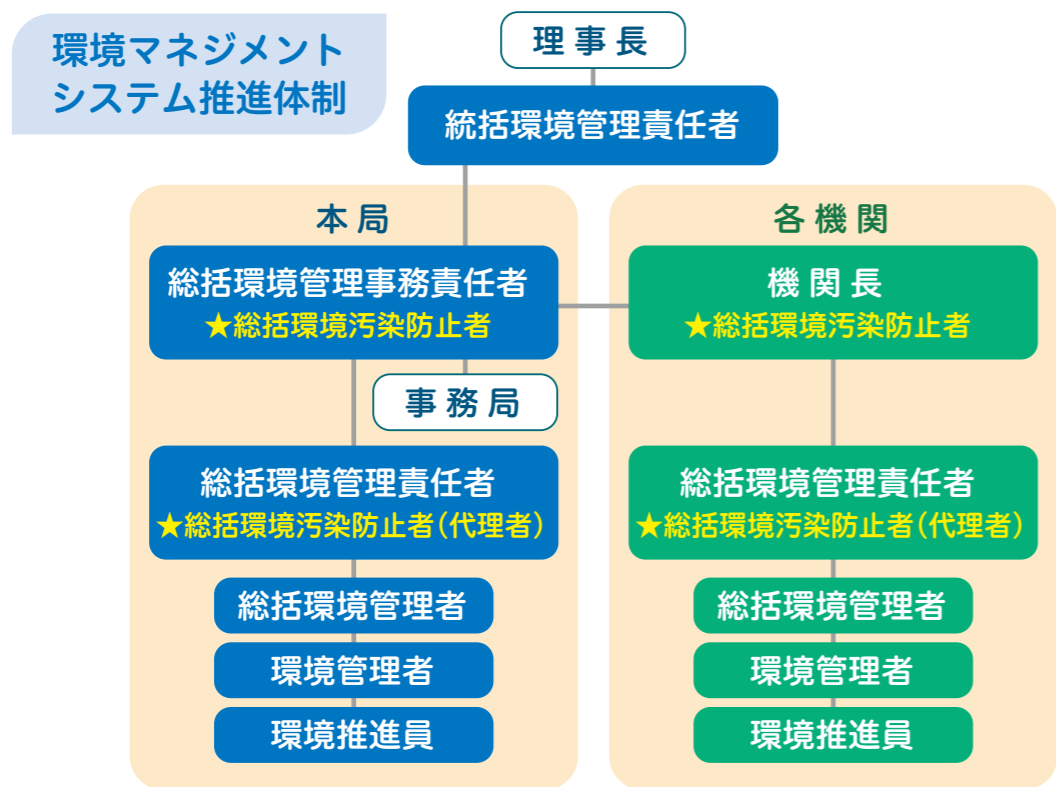 環境マネジメント
システム推進体制
理事長
統括環境管理責任者
本局
総括環境管理事務責任者
★総括環境汚染防止者
事務局
総括環境管理責任者
★総括環境汚染防止者(代理者)
総括環境管理者
環境管理者
環境推進員
各機関
機関長
★総括環境汚染防止者
総括環境管理責任者
★総括環境汚染防止者(代理者)
総括環境管理者
環境管理者
環境推進員